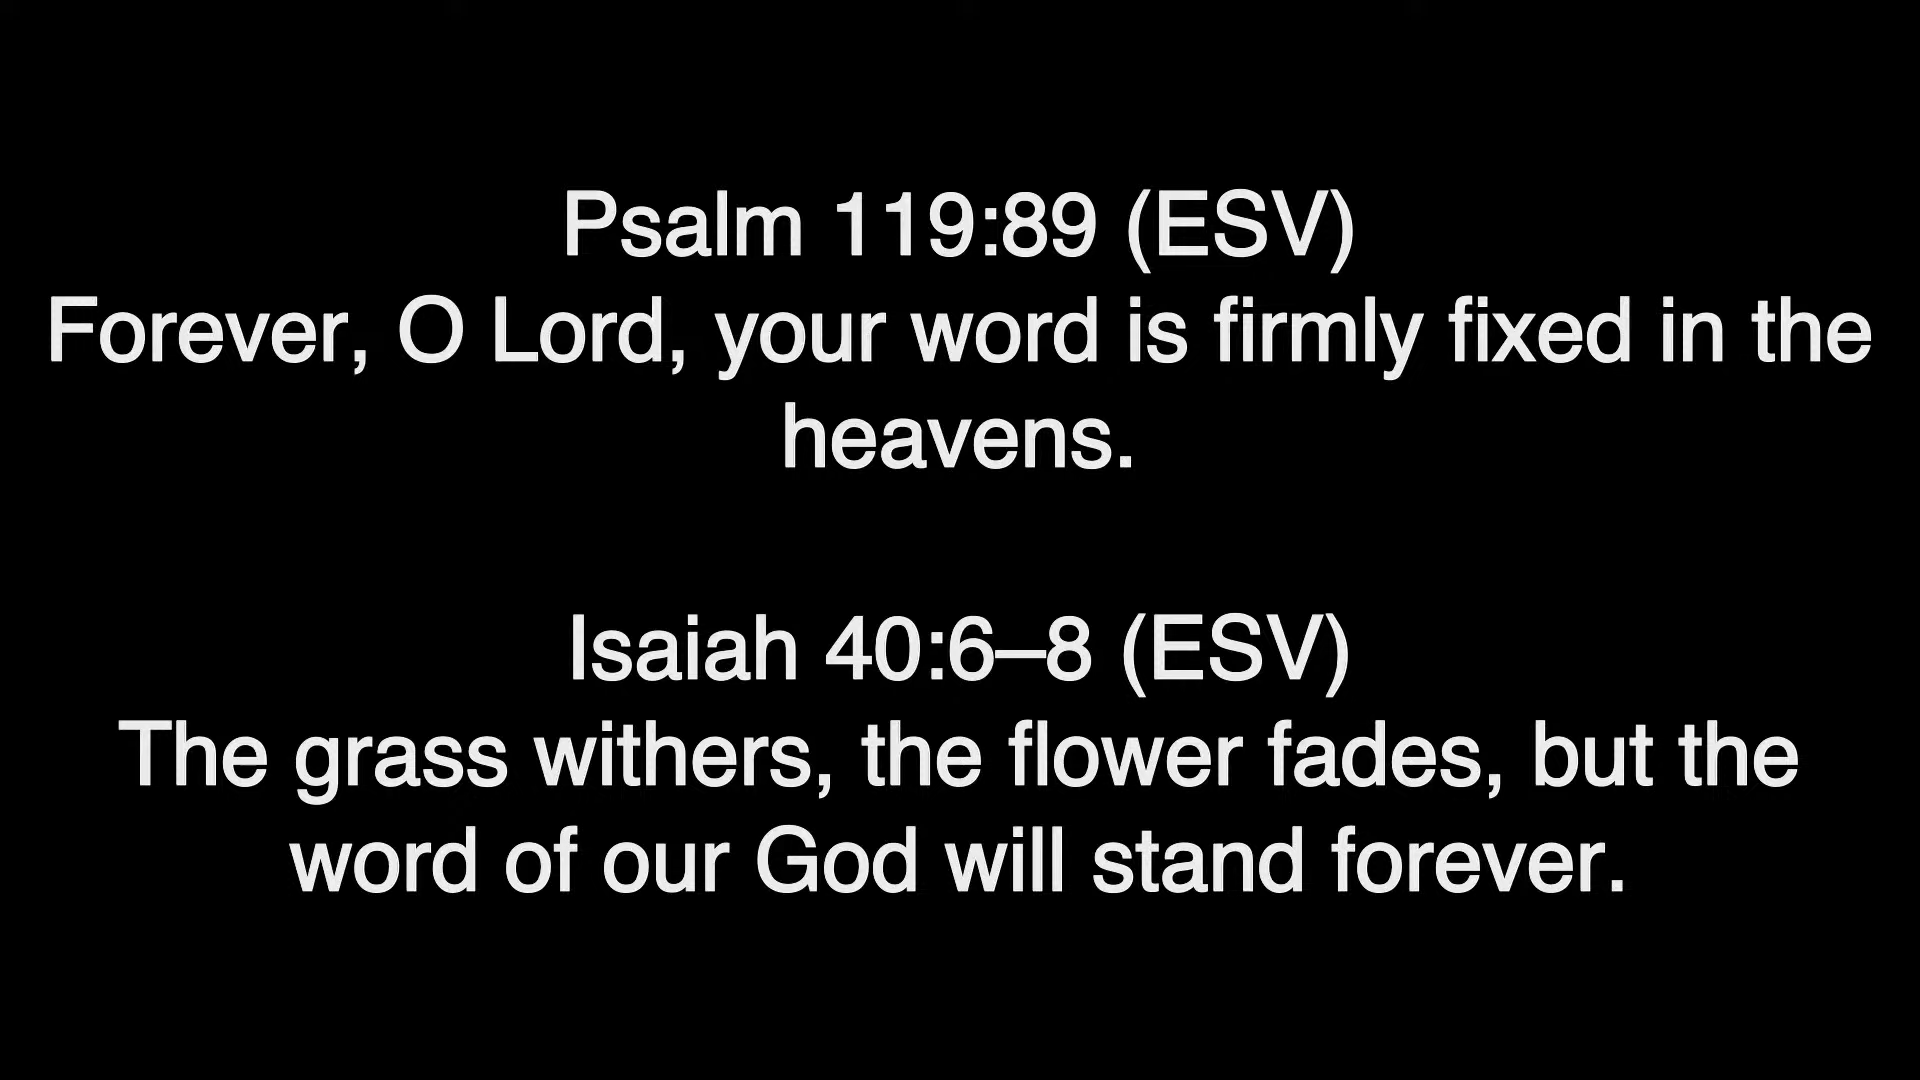 Psalm 119:89 (ESV)
Forever, O Lord, your word is firmly fixed in the
heavens.
Isaiah 40:6–8 (ESV)
The grass withers, the flower fades, but the
word of our God will stand forever.